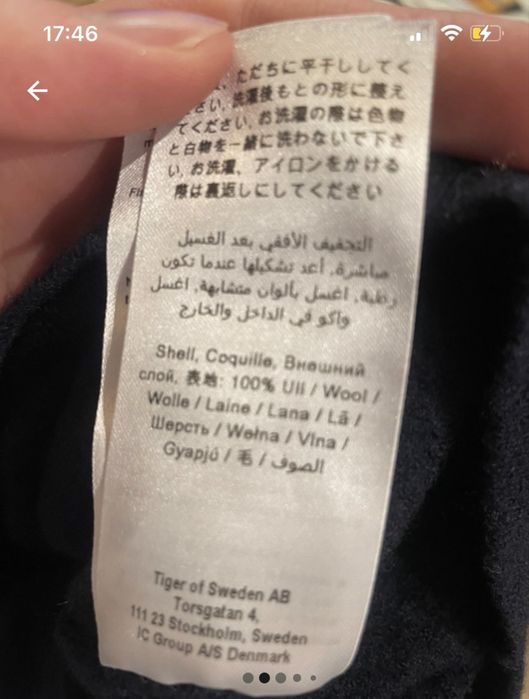 17:46
ただちに平干ししてく
さい。洗濯後もとの形に整え
てください。お洗濯の際は色物
と白物を一緒に洗わないで下さ
い。お洗濯、アイロンをかける
際は裏返しにしてください
التجفيف الأفقي بعد الغسيل
مباشرة. أعد تشكيلها عندما تكون
رطبة. اغسل بألوان متشابهة. اغسل
واكو في الداخل والخارج
Shell, Coquille, Внешний
слой, 表地: 100% Ull / Wool /
Wolle / Laine / Lana / Lã /
Шерсть / Wełna / Vlna /
Gyapjú / 毛 / الصوف
Tiger of Sweden AB
Torsgatan 4,
111 23 Stockholm, Sweden
IC Group A/S Denmark